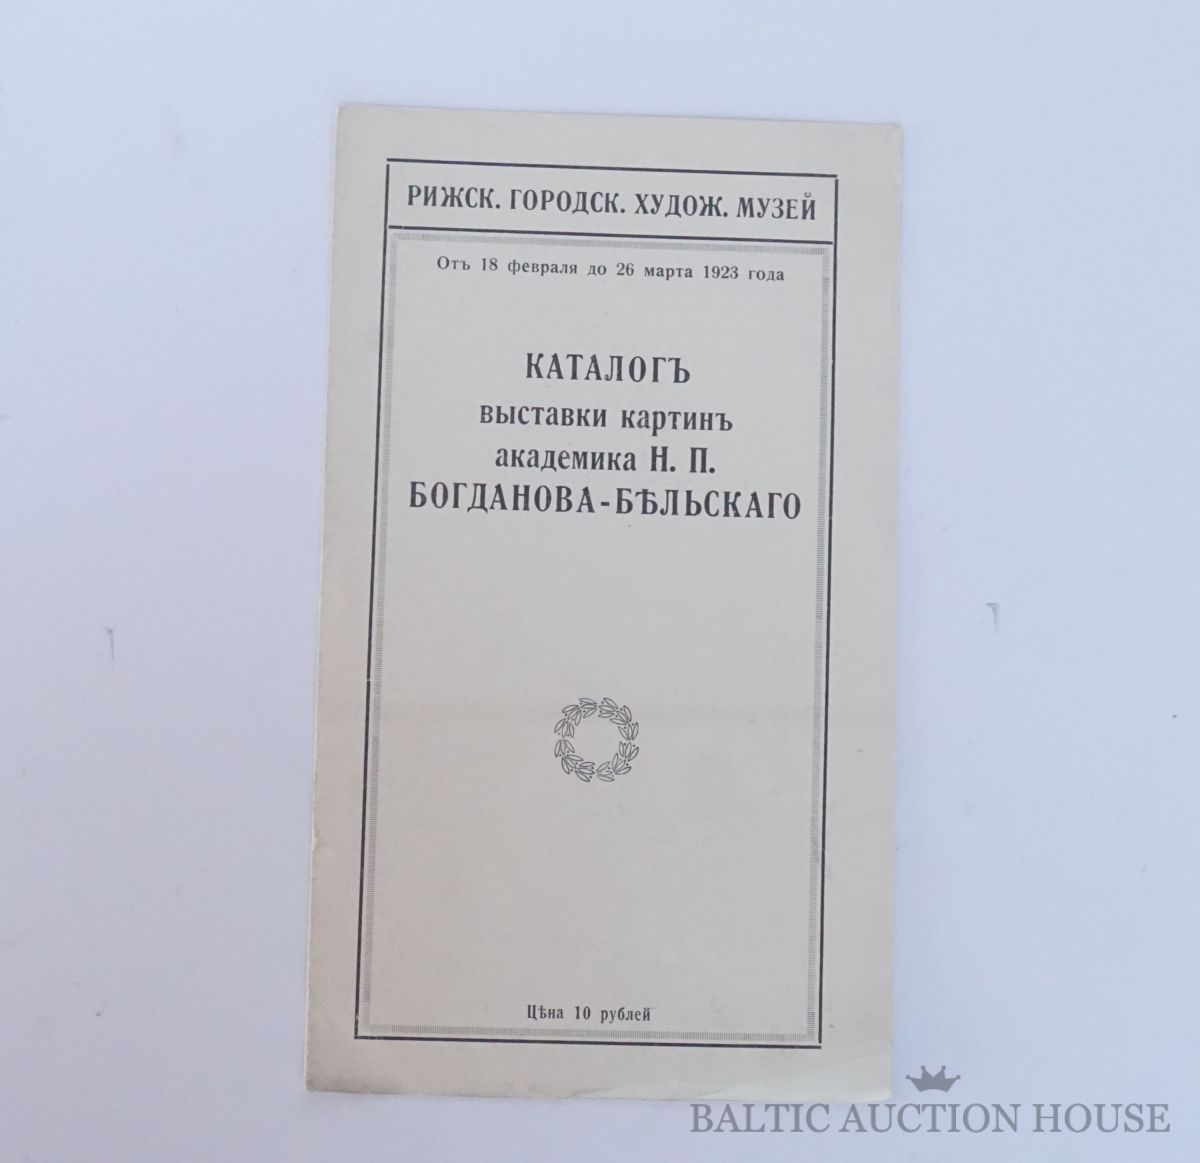 РИЖСК. ГОРОДСК. ХУДОЖ. МУЗЕЙ
Отъ 18 февраля до 26 марта 1923 года
КАТАЛОГЪ
выставки картинъ
академика Н. П.
БОГДАНОВА-БѢЛЬСКАГО
Цѣна 10 рублей
BALTIC AUCTION HOUSE